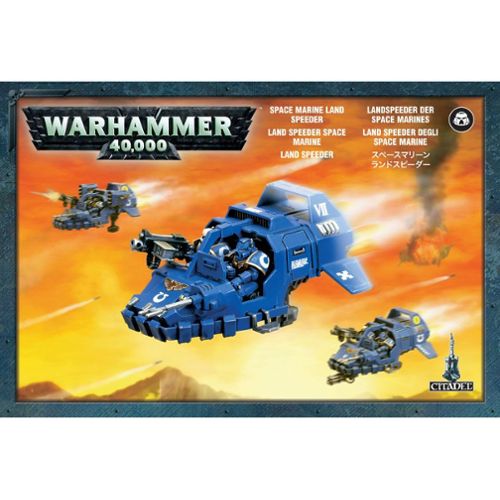 WARHAMMER
40,000
SPACE MARINE LAND
SPEEDER
LAND SPEEDER SPACE
MARINE
LAND SPEEDER
LANDSPEEDER DER
SPACE MARINES
LAND SPEEDER DEGLI
SPACE MARINE
スペースマリーン
ランドスピーダー
VII
CITADEL